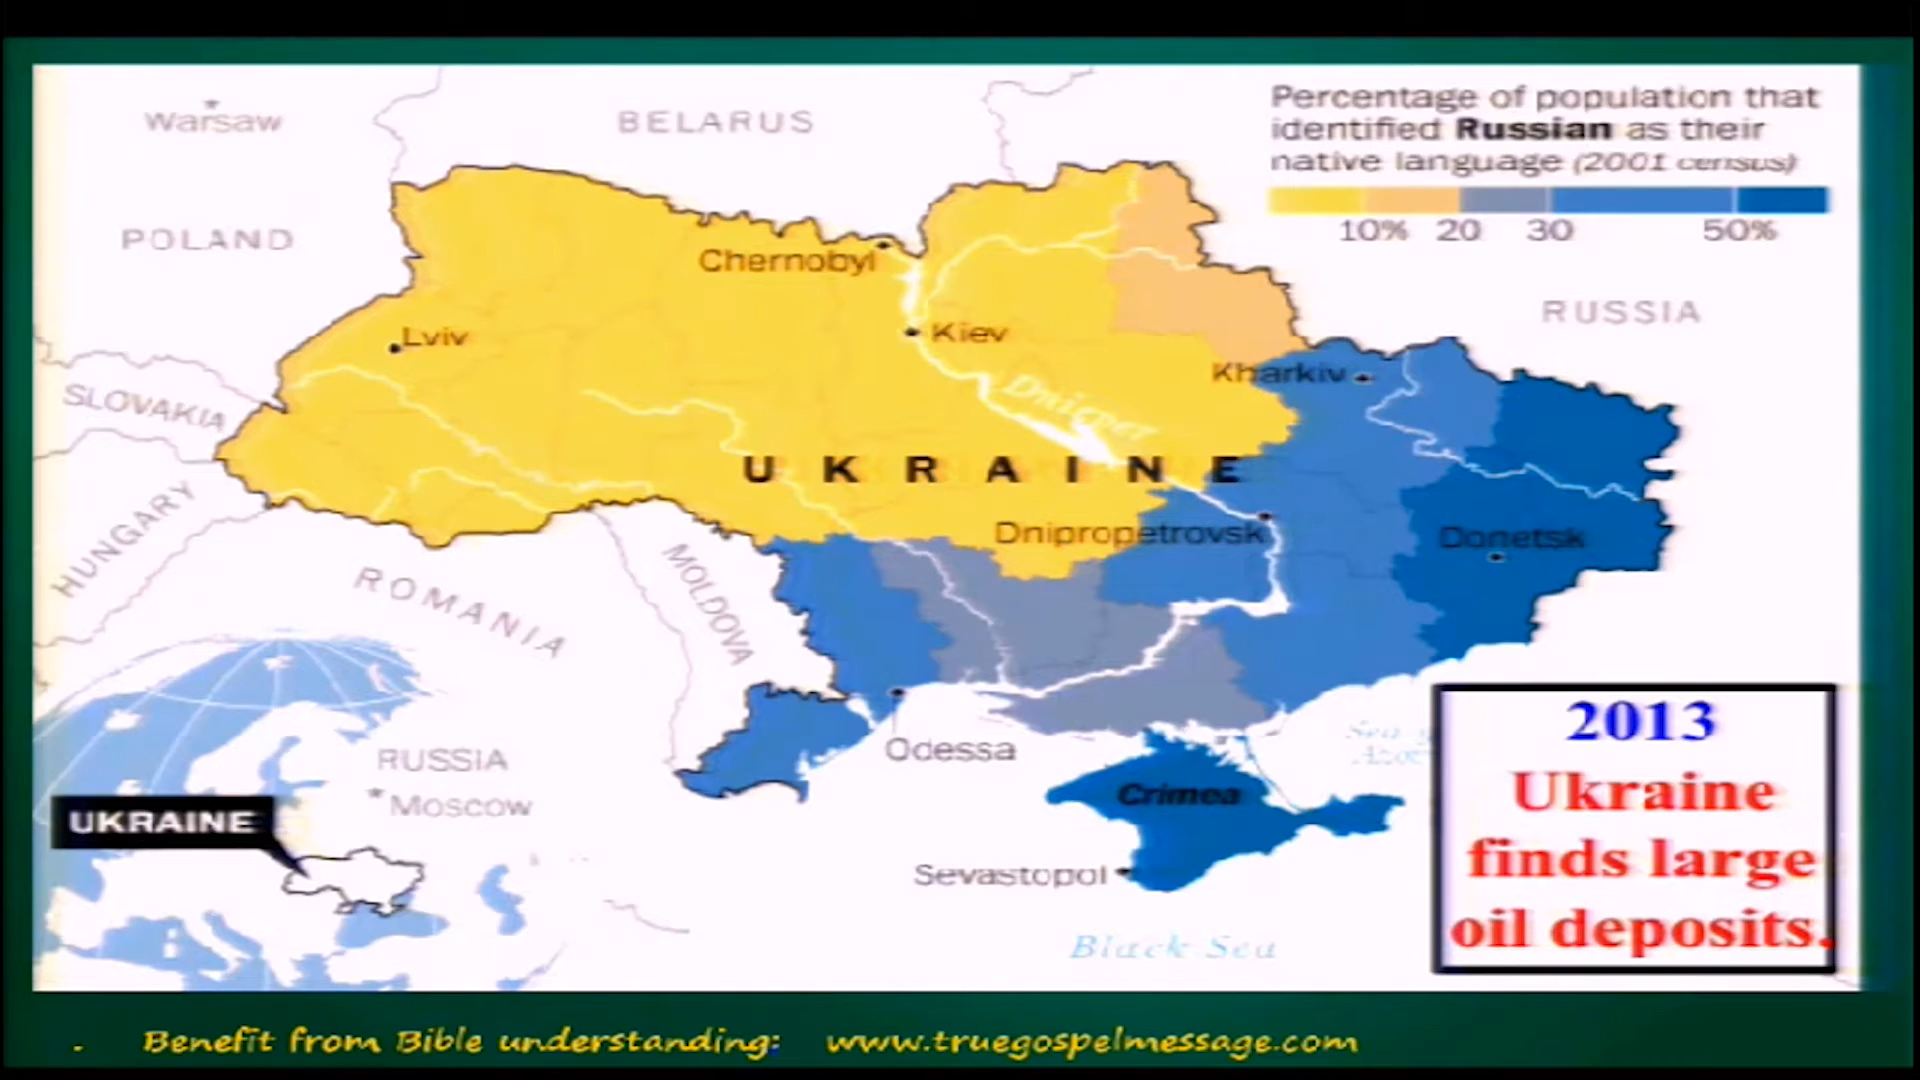 Percentage of population that
identified Russian as their
native language (2001 census)
10% 20 30 50%
Warsaw
BELARUS
POLAND
Chernobyl
RUSSIA
Lviv
Kiev
Kharkiv
SLOVAKIA
Dnieper
UKRAINE
HUNGARY
Dnipropetrovsk
Donetsk
ROMANIA
MOLDOVA
Odessa
Sea
RUSSIA
Moscow
Crimea
UKRAINE
Sevastopol
Black Sea
2013
Ukraine
finds large
oil deposits.
. Benefit from Bible understanding: www.truegospelmessage.com